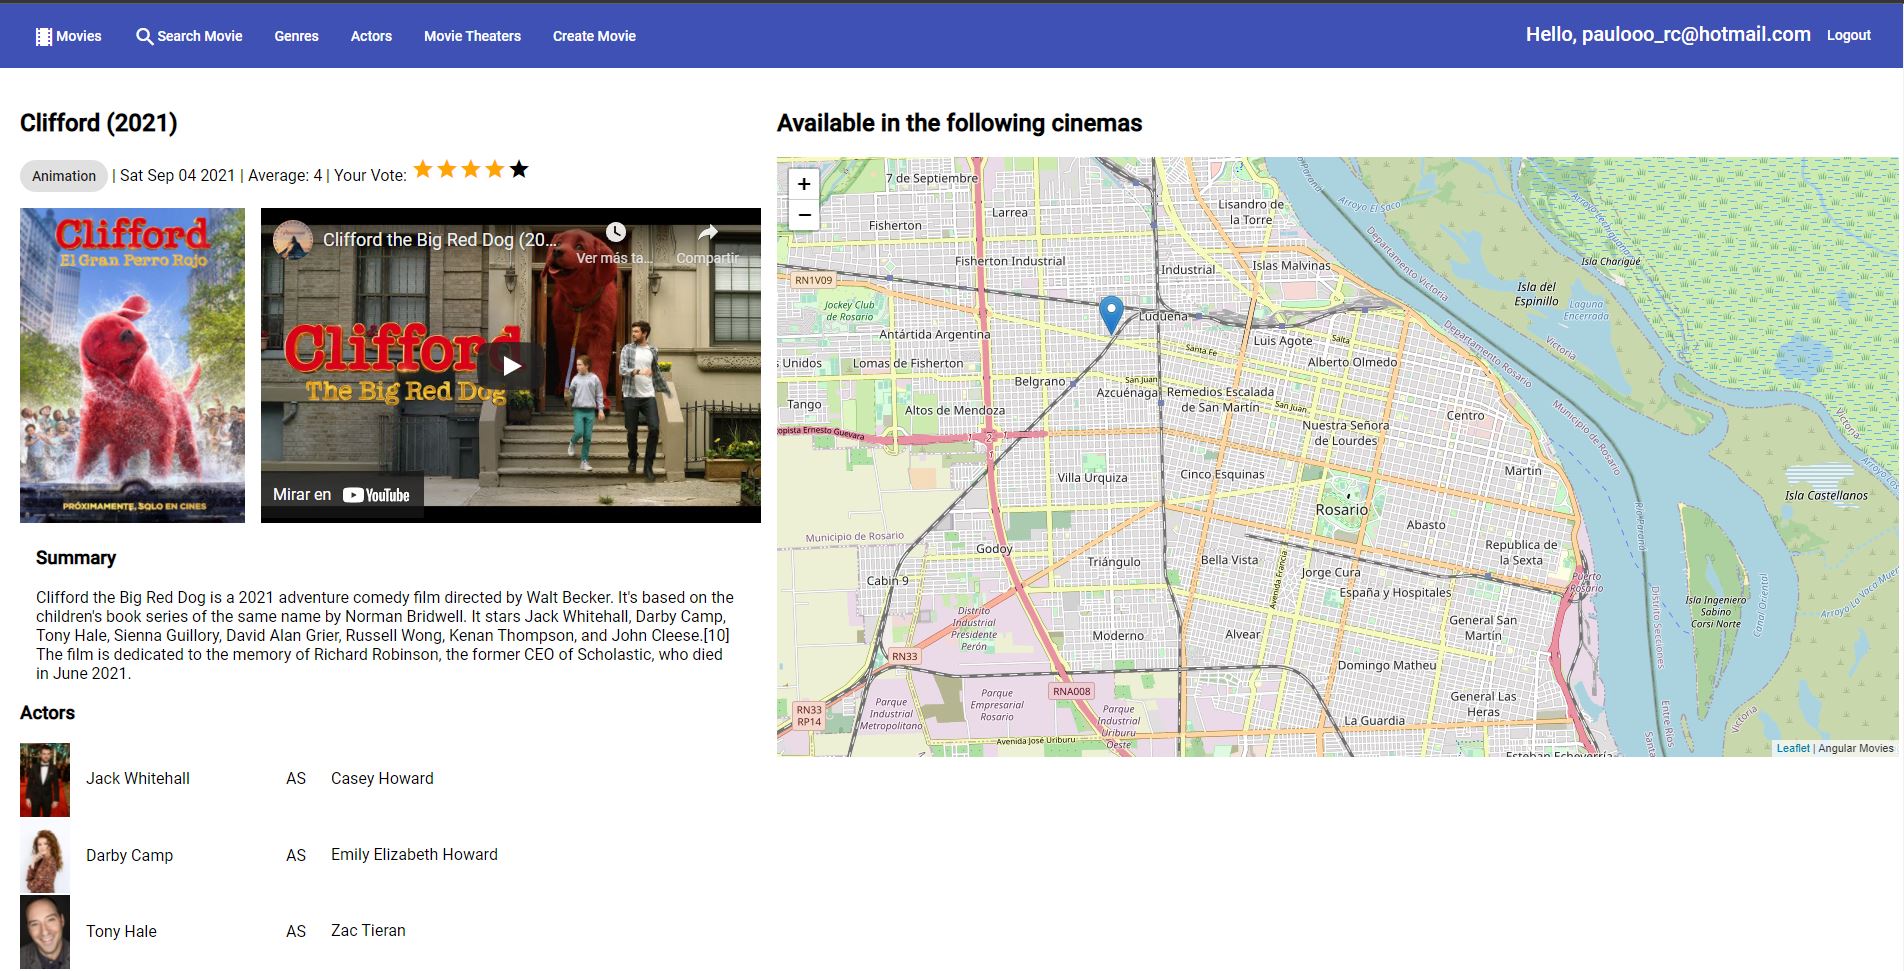 Movies
Search Movie
Genres
Actors
Movie Theaters
Create Movie
Hello, paulooo_rc@hotmail.com
Logout
Clifford (2021)
Animation | Sat Sep 04 2021 | Average: 4 | Your Vote:
Clifford
El Gran Perro Rojo
PRÓXIMAMENTE, SOLO EN CINES
Clifford the Big Red Dog (20...
Ver más ta...
Compartir
Clifford
The Big Red Dog
Mirar en YouTube
Summary
Clifford the Big Red Dog is a 2021 adventure comedy film directed by Walt Becker. It's based on the
children's book series of the same name by Norman Bridwell. It stars Jack Whitehall, Darby Camp,
Tony Hale, Sienna Guillory, David Alan Grier, Russell Wong, Kenan Thompson, and John Cleese.[10]
The film is dedicated to the memory of Richard Robinson, the former CEO of Scholastic, who died
in June 2021.
Actors
Jack Whitehall AS Casey Howard
Darby Camp AS Emily Elizabeth Howard
Tony Hale AS Zac Tieran
Available in the following cinemas
+
−
7 de Septiembre
Larrea
Fisherton
Lisandro de
la Torre
Arroyo El Saco
Río Paraná
Departamento Victoria
Isla Charigüé
Fisherton Industrial
Industrial
Islas Malvinas
RN1V09
Jockey Club
de Rosario
Isla del
Espinillo
Laguna
Encerrada
Ludueña
Antártida Argentina
Luis Agote
Salta
Santa Fe
Departamento Rosario
Victoria
s Unidos
Lomas de Fisherton
Alberto Olmedo
Belgrano
San Juan
Azcuénaga
Remedios Escalada
de San Martín
San Juan
Tango
Altos de Mendoza
Centro
Municipio de Rosario
Victoria
opista Ernesto Guevara
1
2
1
1
Nuestra Señora
de Lourdes
Villa Urquiza
Cinco Esquinas
Martin
Isla Castellanos
Rosario
Abasto
Río Paraná
Municipio de Rosario
Godoy
Triángulo
Bella Vista
Republica de
la Sexta
Cabin 9
Avenida Francia
Jorge Cura
España y Hospitales
Puerto
Rosario
Distrito Secciones
Isla Ingeniero
Sabino
Corsi Norte
Canal Oriental
Arroyo La Vaca Muer
Distrito
Industrial
Presidente
Perón
Moderno
Alvear
General San
Martin
RN33
Domingo Matheu
RNA008
Parque
Industrial
Metropolitano
Parque
Empresarial
Rosario
Parque
Industrial
Uriburu
Oeste
General Las
Heras
RN33
RP14
La Guardia
Avenida José Uriburu
Entre Ríos
Santa
Victoria
Esteban Echeverría
Leaflet | Angular Movies